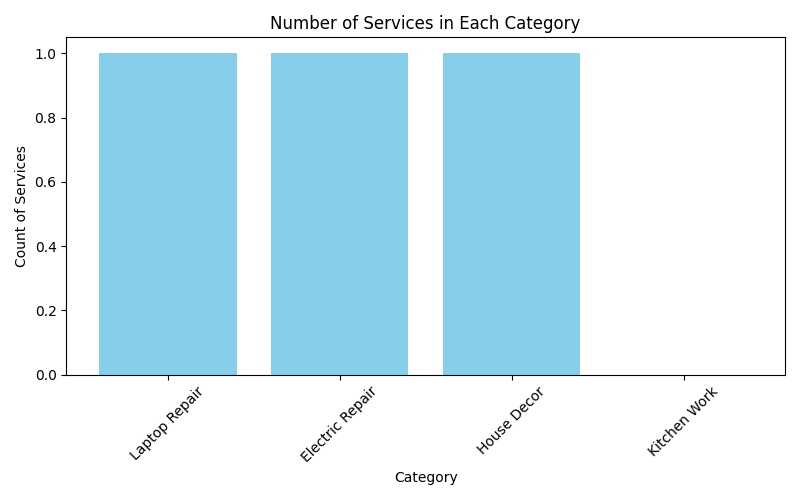 Number of Services in Each Category
Count of Services
1.0
0.8
0.6
0.4
0.2
0.0
Laptop Repair
Electric Repair
House Decor
Kitchen Work
Category